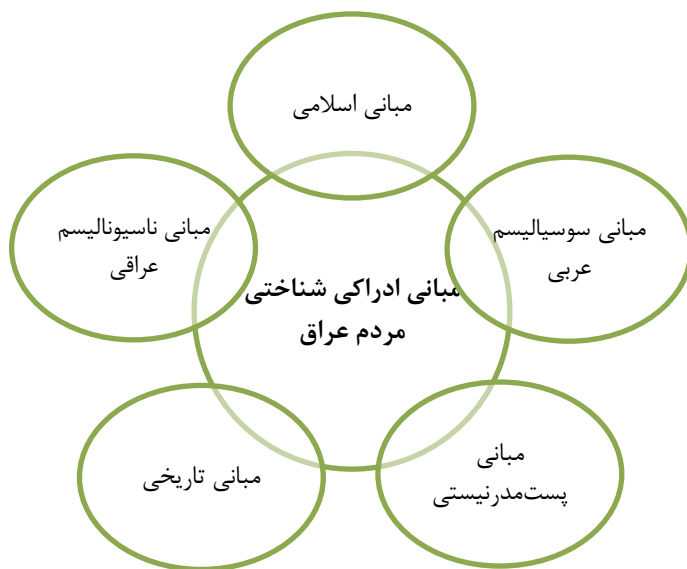 مبانی اسلامی
مبانی سوسیالیسم
عربی
مبانی ناسیونالیسم
عراقی
مبانی ادراکی شناختی
مردم عراق
مبانی
پست‌مدرنیستی
مبانی تاریخی